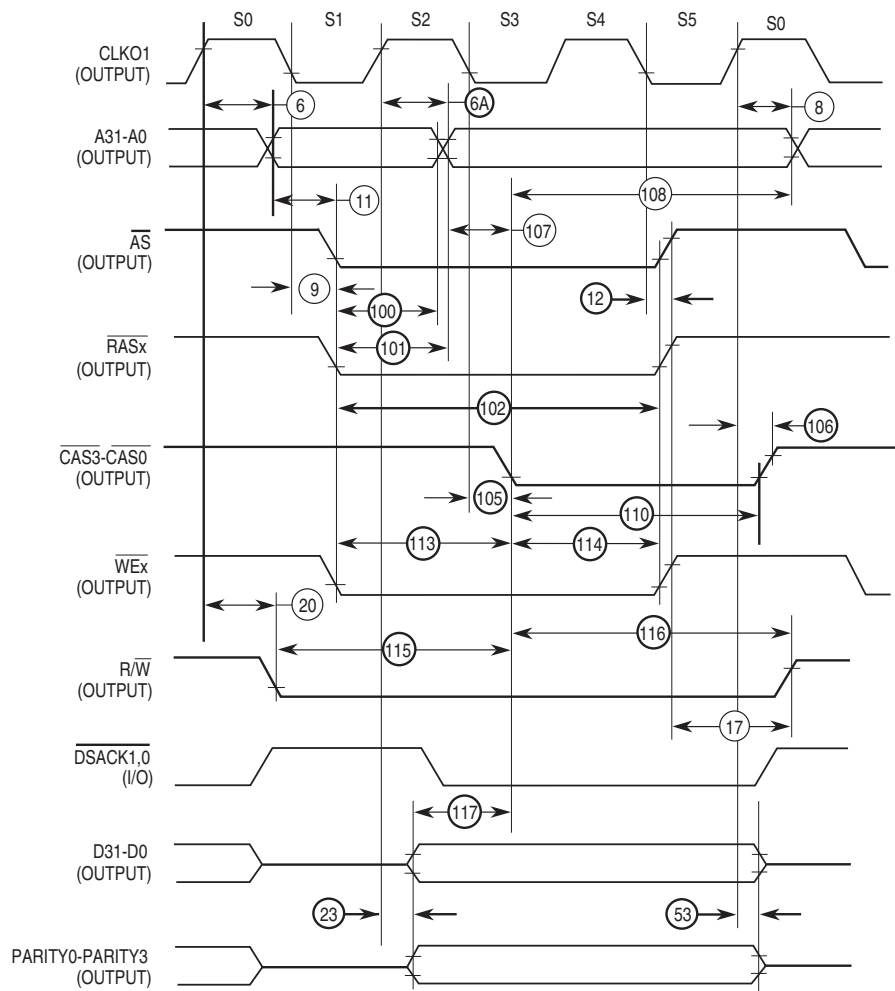 S0 S1 S2 S3 S4 S5 S0
CLKO1
(OUTPUT)
6 6A 8
A31-A0
(OUTPUT)
11 108
107
AS
(OUTPUT)
9 12
100
101
RASx
(OUTPUT)
102
106
CAS3-CAS0
(OUTPUT)
105 110
113 114
WEx
(OUTPUT)
20
115 116
R/W
(OUTPUT)
17
DSACK1,0
(I/O)
117
D31-D0
(OUTPUT)
23 53
PARITY0-PARITY3
(OUTPUT)